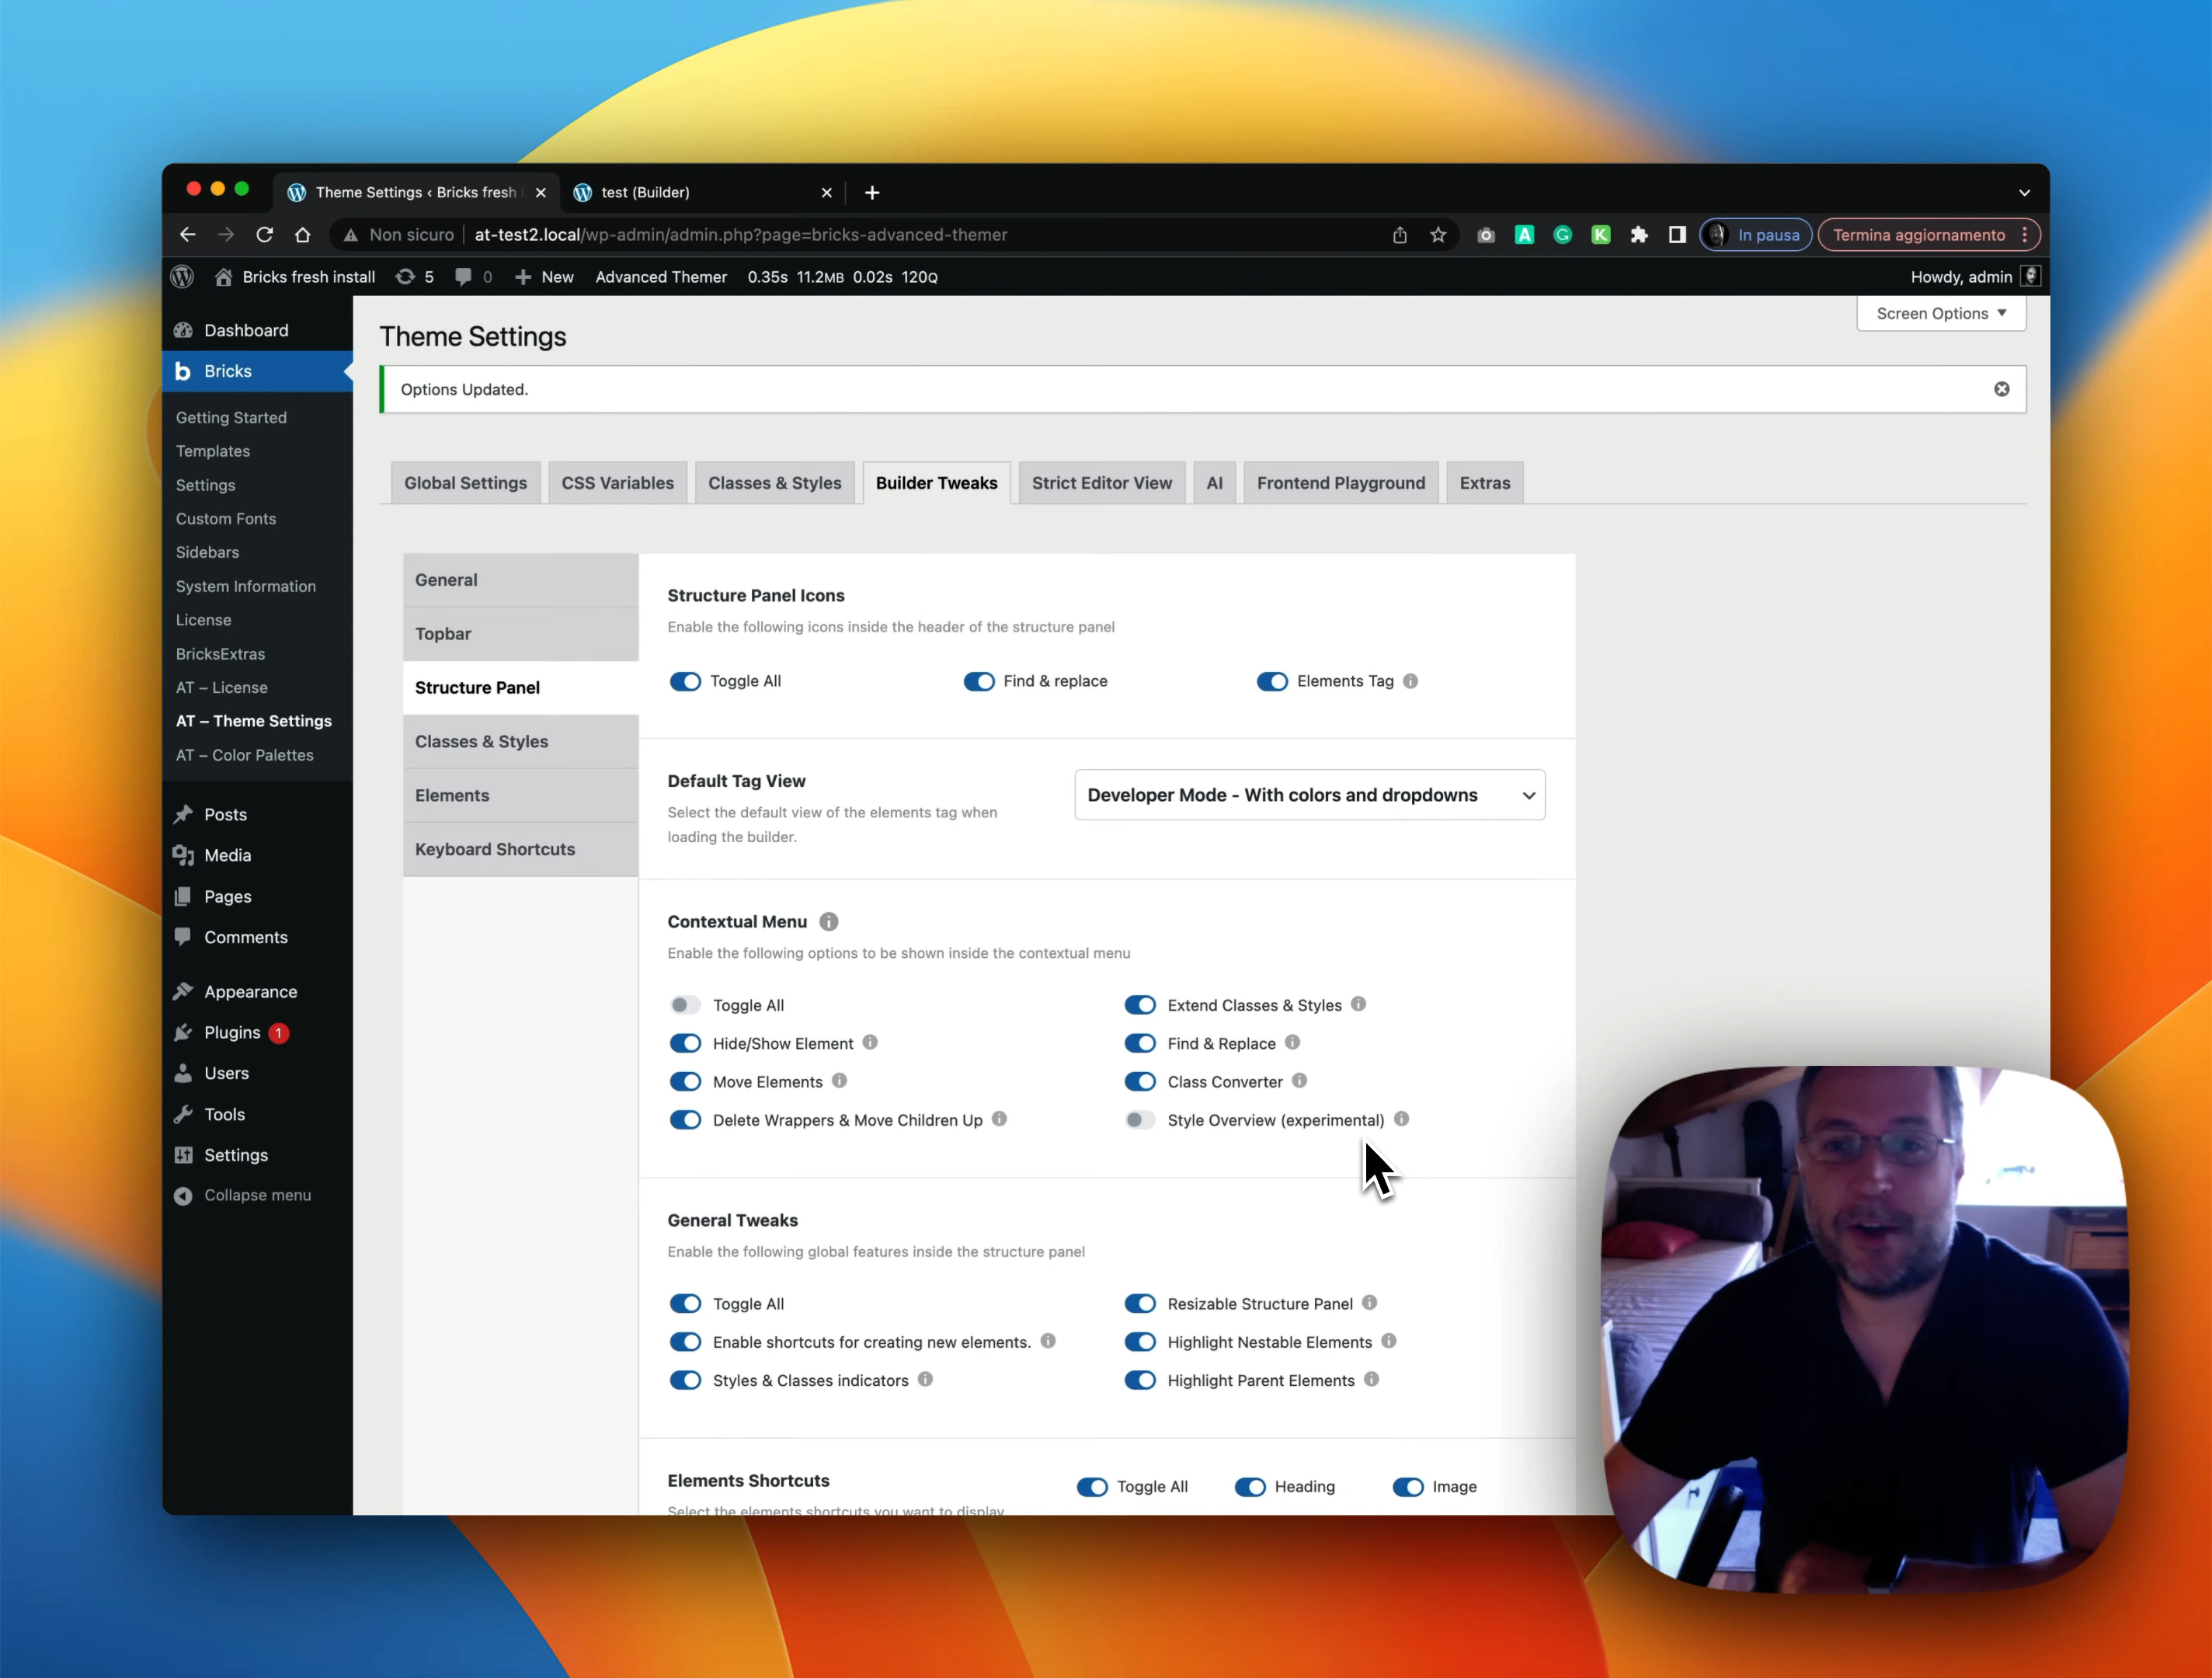 Theme Settings ‹ Bricks fresh
test (Builder)
Non sicuro
at-test2.local/wp-admin/admin.php?page=bricks-advanced-themer
In pausa
Termina aggiornamento
Bricks fresh install
5
0
New
Advanced Themer
0.35s 11.2MB 0.02s 120Q
Howdy, admin
Dashboard
Bricks
Getting Started
Templates
Settings
Custom Fonts
Sidebars
System Information
License
BricksExtras
AT – License
AT – Theme Settings
AT – Color Palettes
Posts
Media
Pages
Comments
Appearance
Plugins 1
Users
Tools
Settings
Collapse menu
Screen Options
Theme Settings
Options Updated.
Global Settings
CSS Variables
Classes & Styles
Builder Tweaks
Strict Editor View
AI
Frontend Playground
Extras
General
Topbar
Structure Panel
Classes & Styles
Elements
Keyboard Shortcuts
Structure Panel Icons
Enable the following icons inside the header of the structure panel
Toggle All
Find & replace
Elements Tag
Default Tag View
Select the default view of the elements tag when
loading the builder.
Developer Mode - With colors and dropdowns
Contextual Menu
Enable the following options to be shown inside the contextual menu
Toggle All
Extend Classes & Styles
Hide/Show Element
Find & Replace
Move Elements
Class Converter
Delete Wrappers & Move Children Up
Style Overview (experimental)
General Tweaks
Enable the following global features inside the structure panel
Toggle All
Resizable Structure Panel
Enable shortcuts for creating new elements.
Highlight Nestable Elements
Styles & Classes indicators
Highlight Parent Elements
Elements Shortcuts
Toggle All
Heading
Image
Select the elements shortcuts you want to display